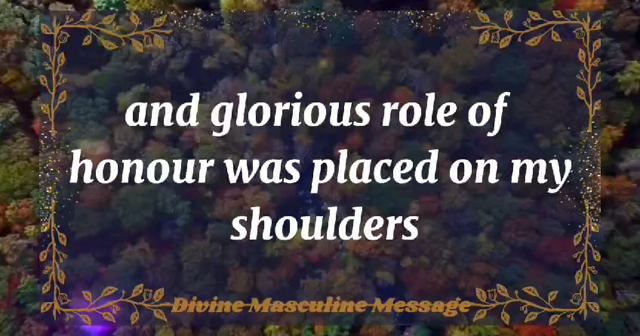 and glorious role of
honour was placed on my
shoulders
Divine Masculine Message